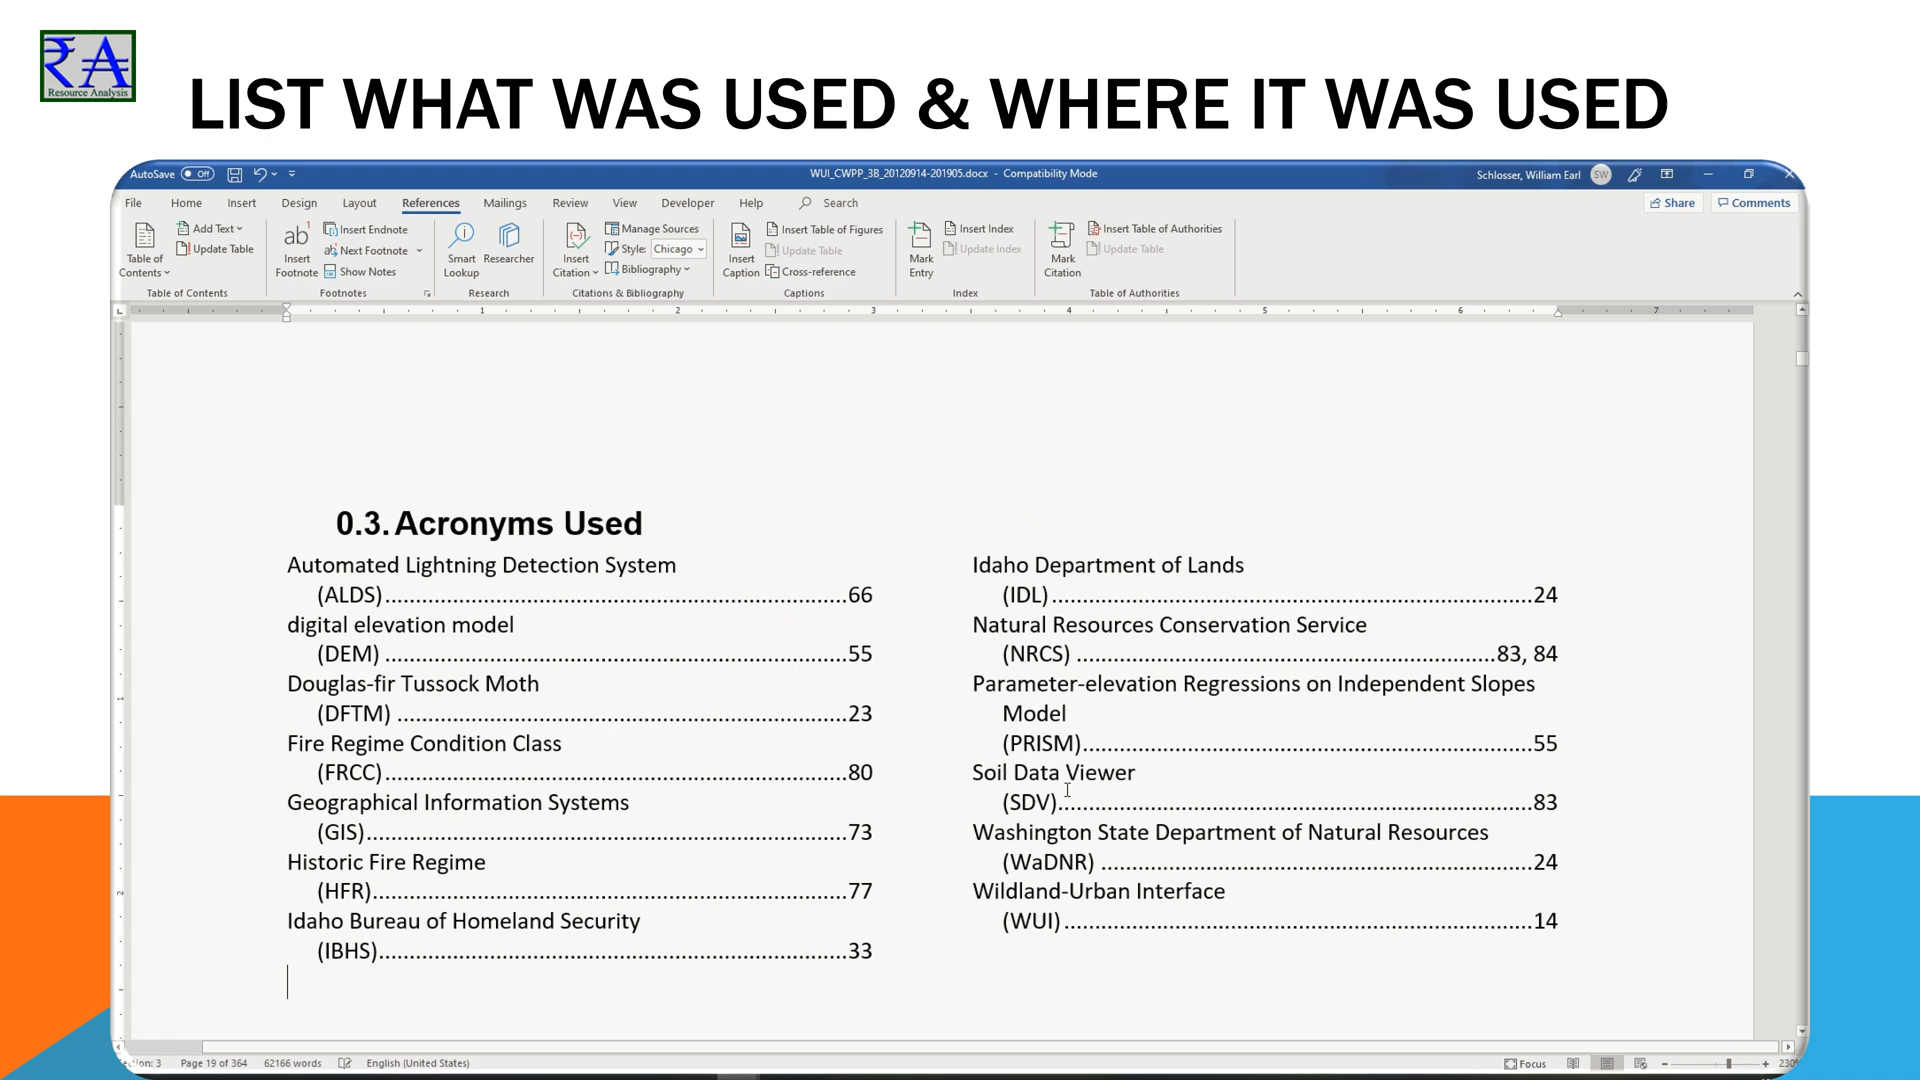 ₹A
Resource Analysis
LIST WHAT WAS USED & WHERE IT WAS USED
AutoSave Off
WUI_CWPP_3B_20120914-201905.docx - Compatibility Mode
Schlosser, William Earl SW
File Home Insert Design Layout References Mailings Review View Developer Help Search
Share Comments
Table of Contents
Add Text
Update Table
Table of Contents
ab1
Insert Footnote
Insert Endnote
Next Footnote
Show Notes
Footnotes
Smart Lookup
Researcher
Research
Insert Citation
Manage Sources
Style: Chicago
Bibliography
Citations & Bibliography
Insert Caption
Insert Table of Figures
Update Table
Cross-reference
Captions
Mark Entry
Insert Index
Update Index
Index
Mark Citation
Insert Table of Authorities
Update Table
Table of Authorities
1 2 3 4 5 6 7
0.3. Acronyms Used
Automated Lightning Detection System
(ALDS)..........66
digital elevation model
(DEM)..........55
Douglas-fir Tussock Moth
(DFTM)..........23
Fire Regime Condition Class
(FRCC)..........80
Geographical Information Systems
(GIS)..........73
Historic Fire Regime
(HFR)..........77
Idaho Bureau of Homeland Security
(IBHS)..........33
Idaho Department of Lands
(IDL)..........24
Natural Resources Conservation Service
(NRCS)..........83, 84
Parameter-elevation Regressions on Independent Slopes
Model
(PRISM)..........55
Soil Data Viewer
(SDV)..........83
Washington State Department of Natural Resources
(WaDNR)..........24
Wildland-Urban Interface
(WUI)..........14
Page 19 of 364 62166 words English (United States)
Focus